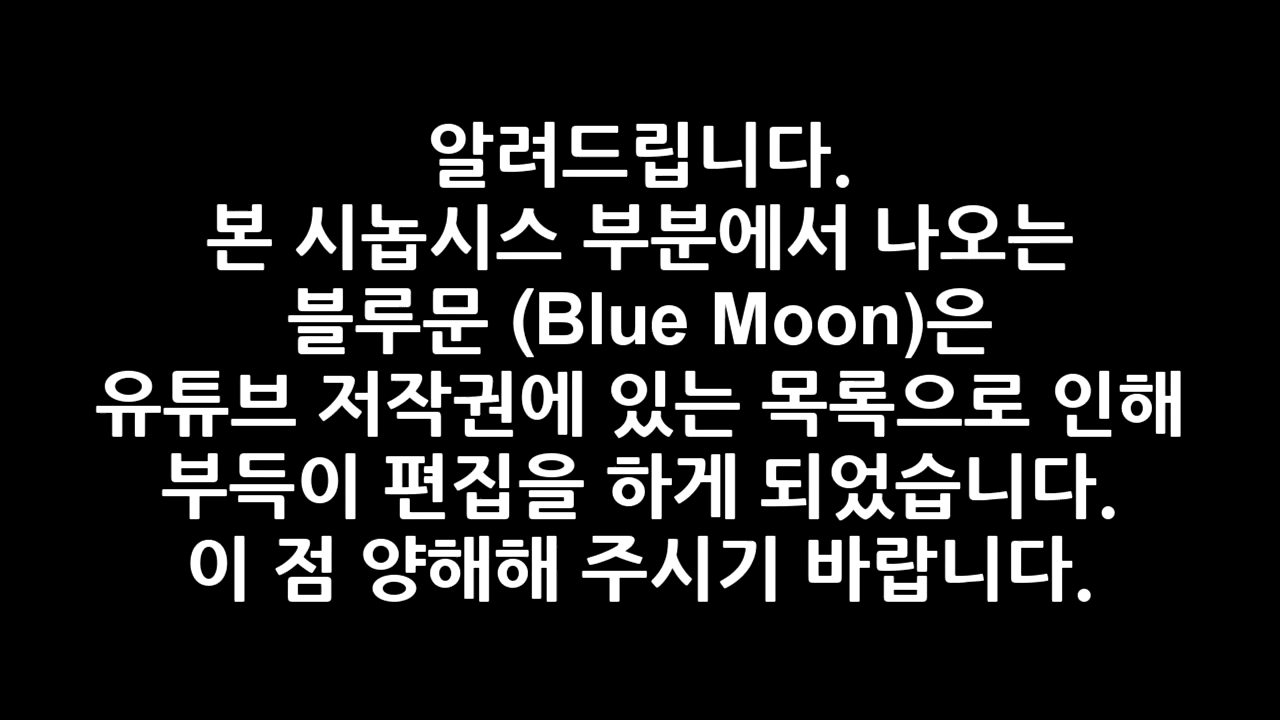 알려드립니다.
본 시놉시스 부분에서 나오는
블루문 (Blue Moon)은
유튜브 저작권에 있는 목록으로 인해
부득이 편집을 하게 되었습니다.
이 점 양해해 주시기 바랍니다.